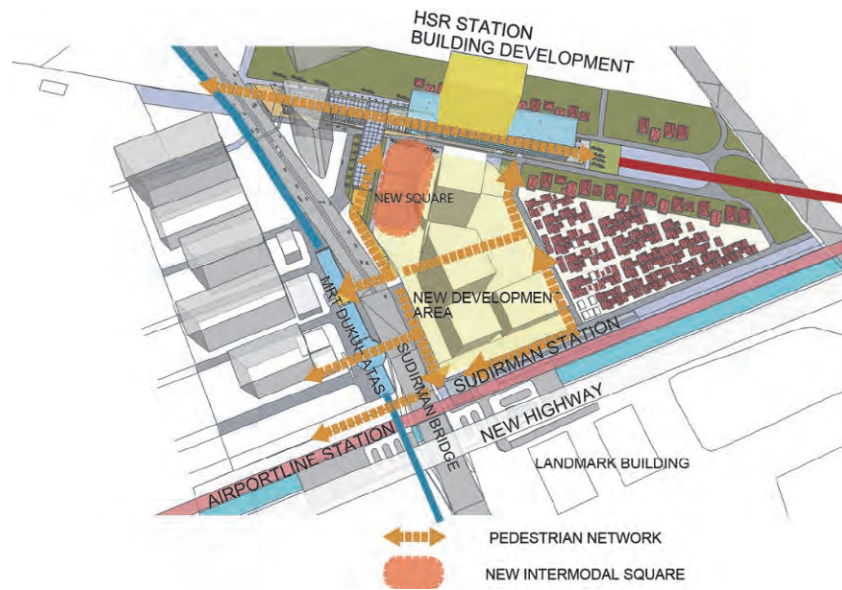 HSR STATION
BUILDING DEVELOPMENT
NEW SQUARE
NEW DEVELOPMENT
AREA
MRT DUKUH ATAS
SUDIRMAN BRIDGE
SUDIRMAN STATION
NEW HIGHWAY
AIRPORTLINE STATION
LANDMARK BUILDING
PEDESTRIAN NETWORK
NEW INTERMODAL SQUARE